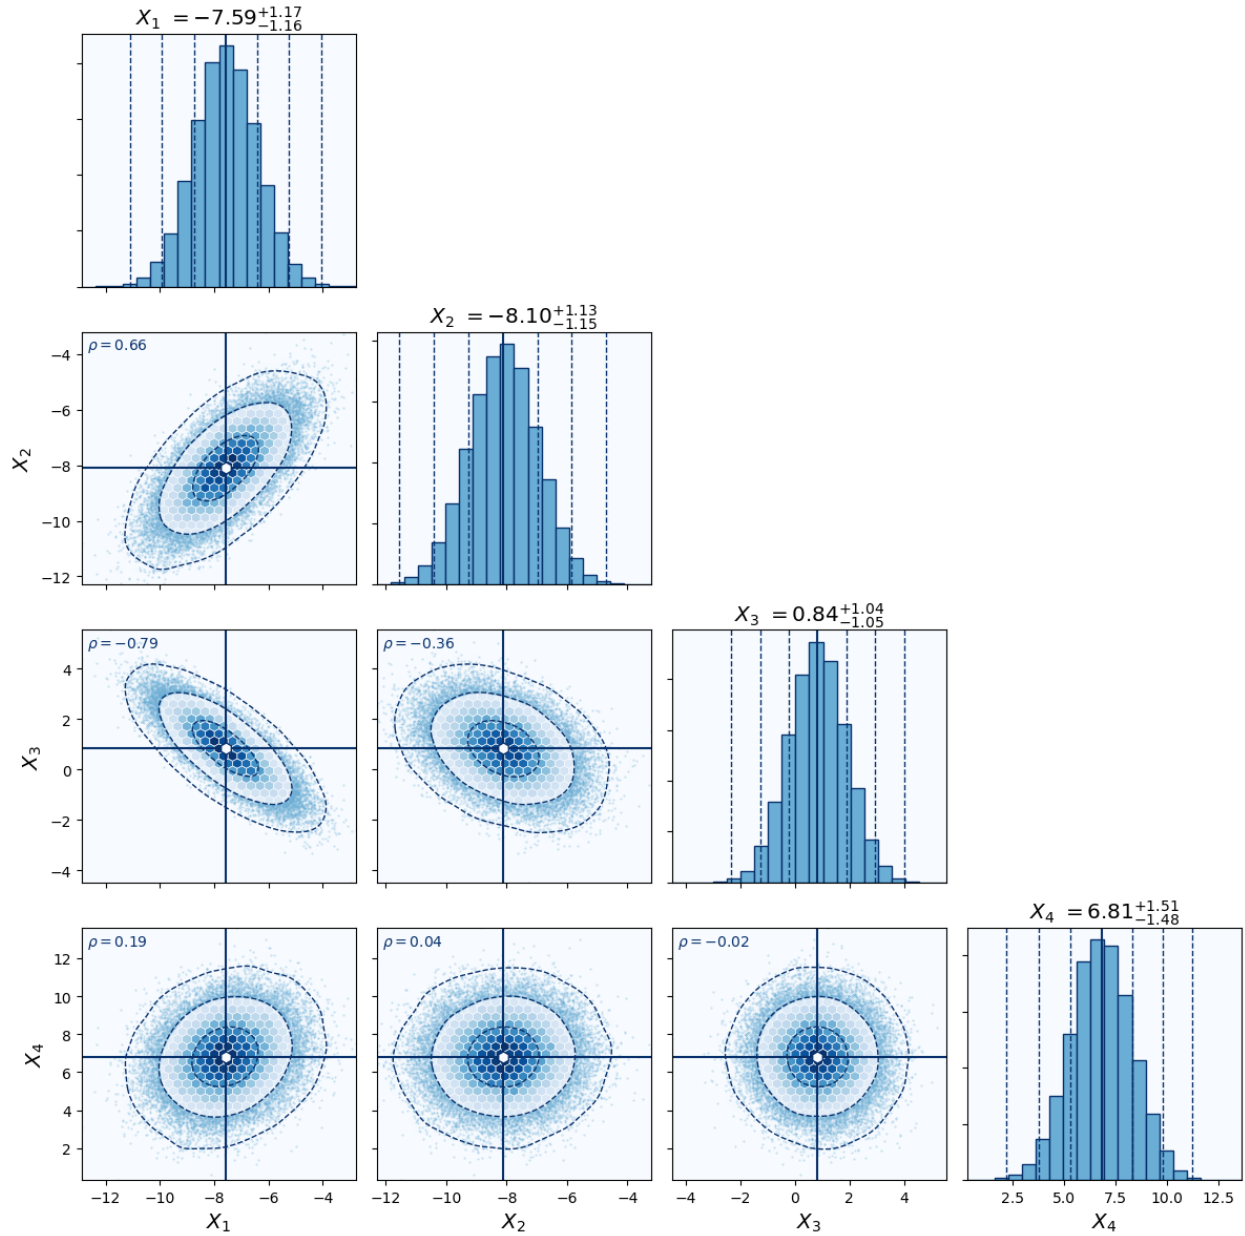 X₁ = −7.59 +1.17 −1.16
X₂ = −8.10 +1.13 −1.15
ρ = 0.66
−4
−6
−8
−10
−12
X₂
X₃ = 0.84 +1.04 −1.05
ρ = −0.79
ρ = −0.36
4
2
0
−2
−4
X₃
X₄ = 6.81 +1.51 −1.48
ρ = 0.19
ρ = 0.04
ρ = −0.02
12
10
8
6
4
2
X₄
−12 −10 −8 −6 −4
−10 −8 −6 −4
−4 −2 0 2 4
2.5 5.0 7.5 10.0 12.5
X₁
X₂
X₃
X₄